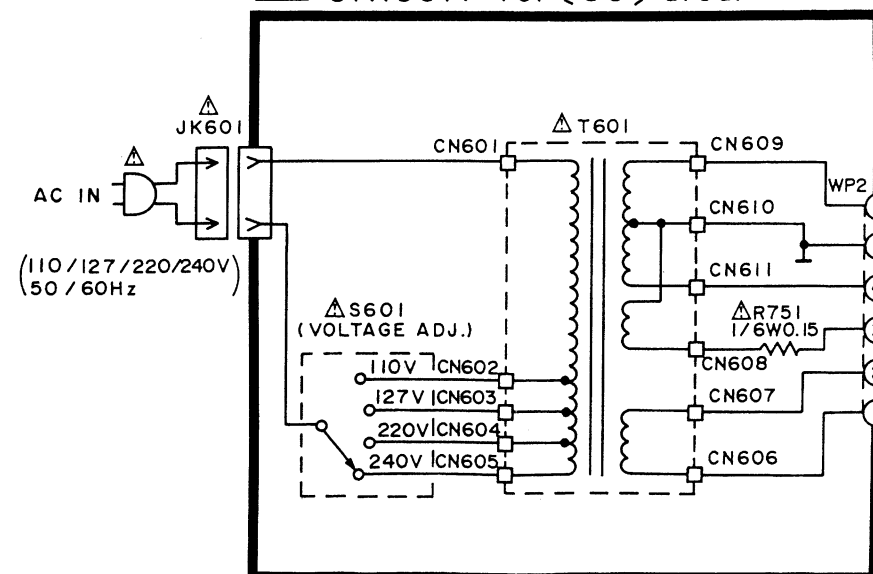 T601
JK601
CN601
CN609
WP2
AC IN
CN610
(110/127/220/240V)
50/60Hz
CN611
S601
(VOLTAGE ADJ.)
R751
1/6W0.15
110V CN602
CN608
127V CN603
CN607
220V CN604
240V CN605
CN606